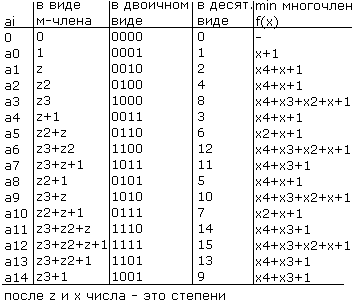 в виде в двоичном в десят. min многочлен
ai м-члена виде виде f(x)
0 0 0000 0 -
a0 1 0001 1 x+1
a1 z 0010 2 x4+x+1
a2 z2 0100 4 x4+x+1
a3 z3 1000 8 x4+x3+x2+x+1
a4 z+1 0011 3 x4+x+1
a5 z2+z 0110 6 x2+x+1
a6 z3+z2 1100 12 x4+x3+x2+x+1
a7 z3+z+1 1011 11 x4+x3+1
a8 z2+1 0101 5 x4+x+1
a9 z3+z 1010 10 x4+x3+x2+x+1
a10 z2+z+1 0111 7 x2+x+1
a11 z3+z2+z 1110 14 x4+x3+1
a12 z3+z2+z+1 1111 15 x4+x3+x2+x+1
a13 z3+z2+1 1101 13 x4+x3+1
a14 z3+1 1001 9 x4+x3+1
после z и x числа - это степени